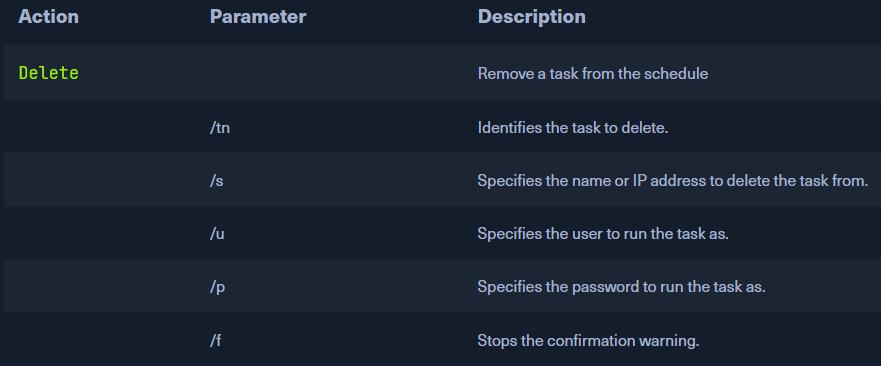 Action Parameter Description
Delete Remove a task from the schedule
/tn Identifies the task to delete.
/s Specifies the name or IP address to delete the task from.
/u Specifies the user to run the task as.
/p Specifies the password to run the task as.
/f Stops the confirmation warning.